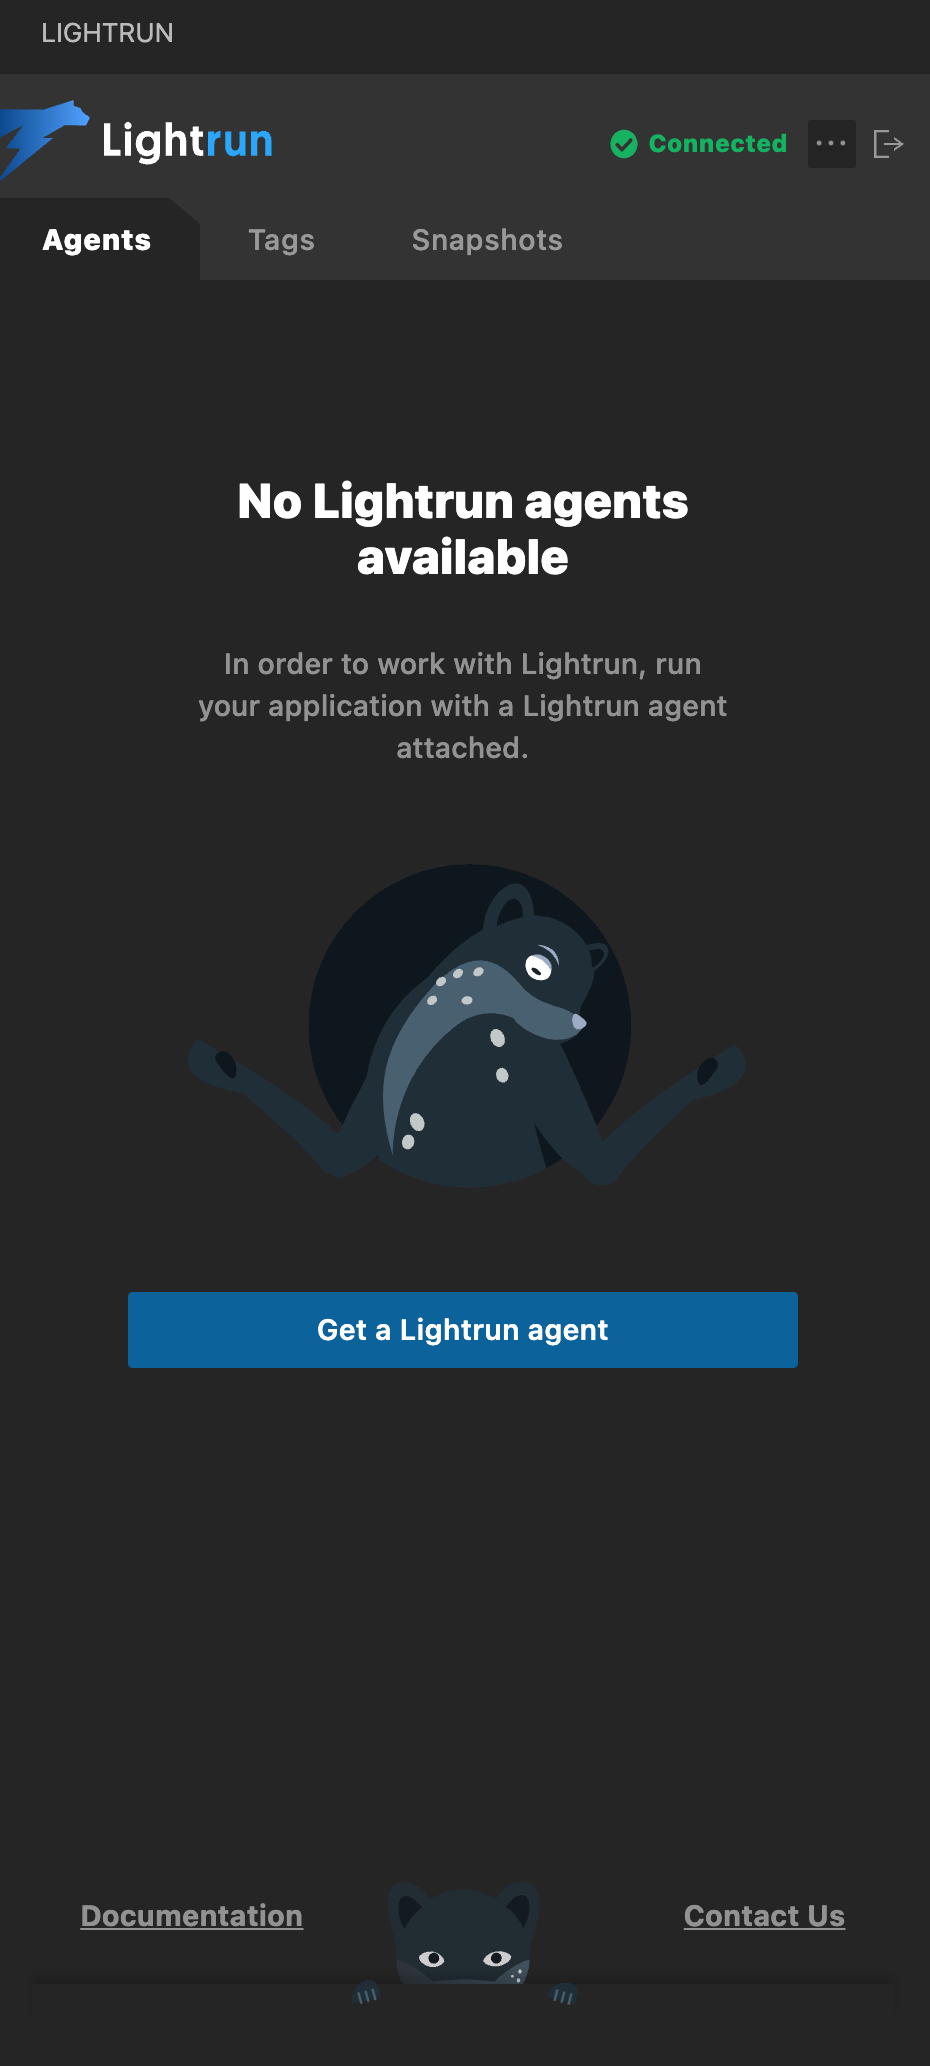 LIGHTRUN
Lightrun
Connected
Agents Tags Snapshots
No Lightrun agents
available
In order to work with Lightrun, run
your application with a Lightrun agent
attached.
Get a Lightrun agent
Documentation Contact Us